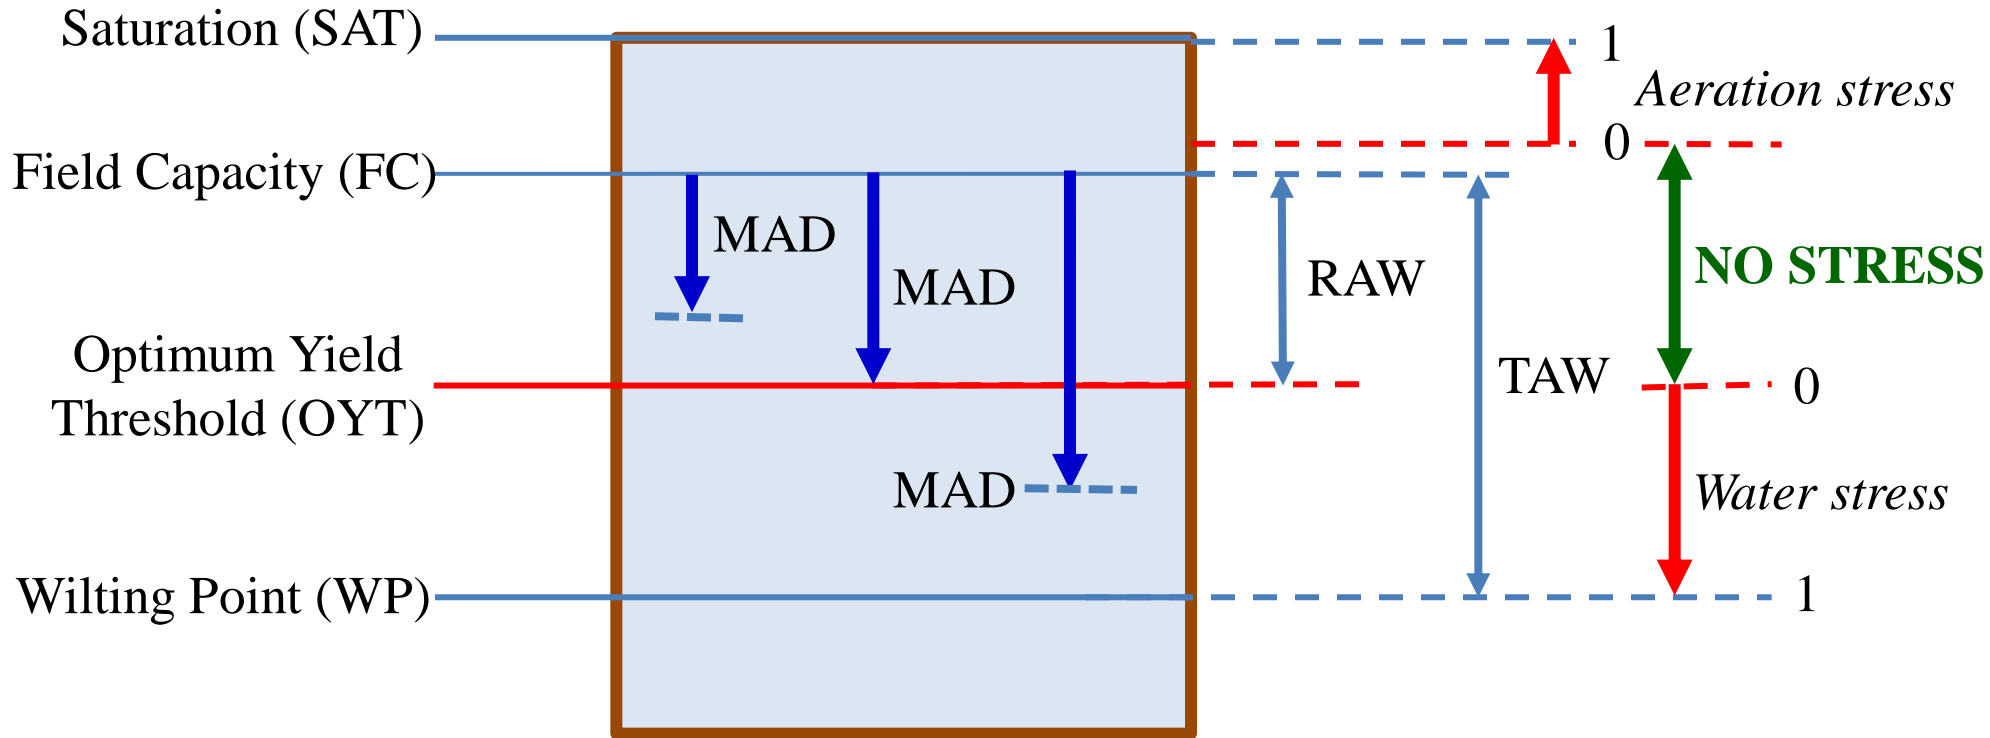 Saturation (SAT)
1
Aeration stress
0
Field Capacity (FC)
MAD
MAD
RAW
NO STRESS
Optimum Yield
Threshold (OYT)
TAW
0
MAD
Water stress
Wilting Point (WP)
1